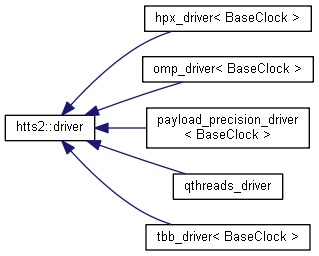 hpx_driver< BaseClock >
omp_driver< BaseClock >
htts2::driver
payload_precision_driver
< BaseClock >
qthreads_driver
tbb_driver< BaseClock >